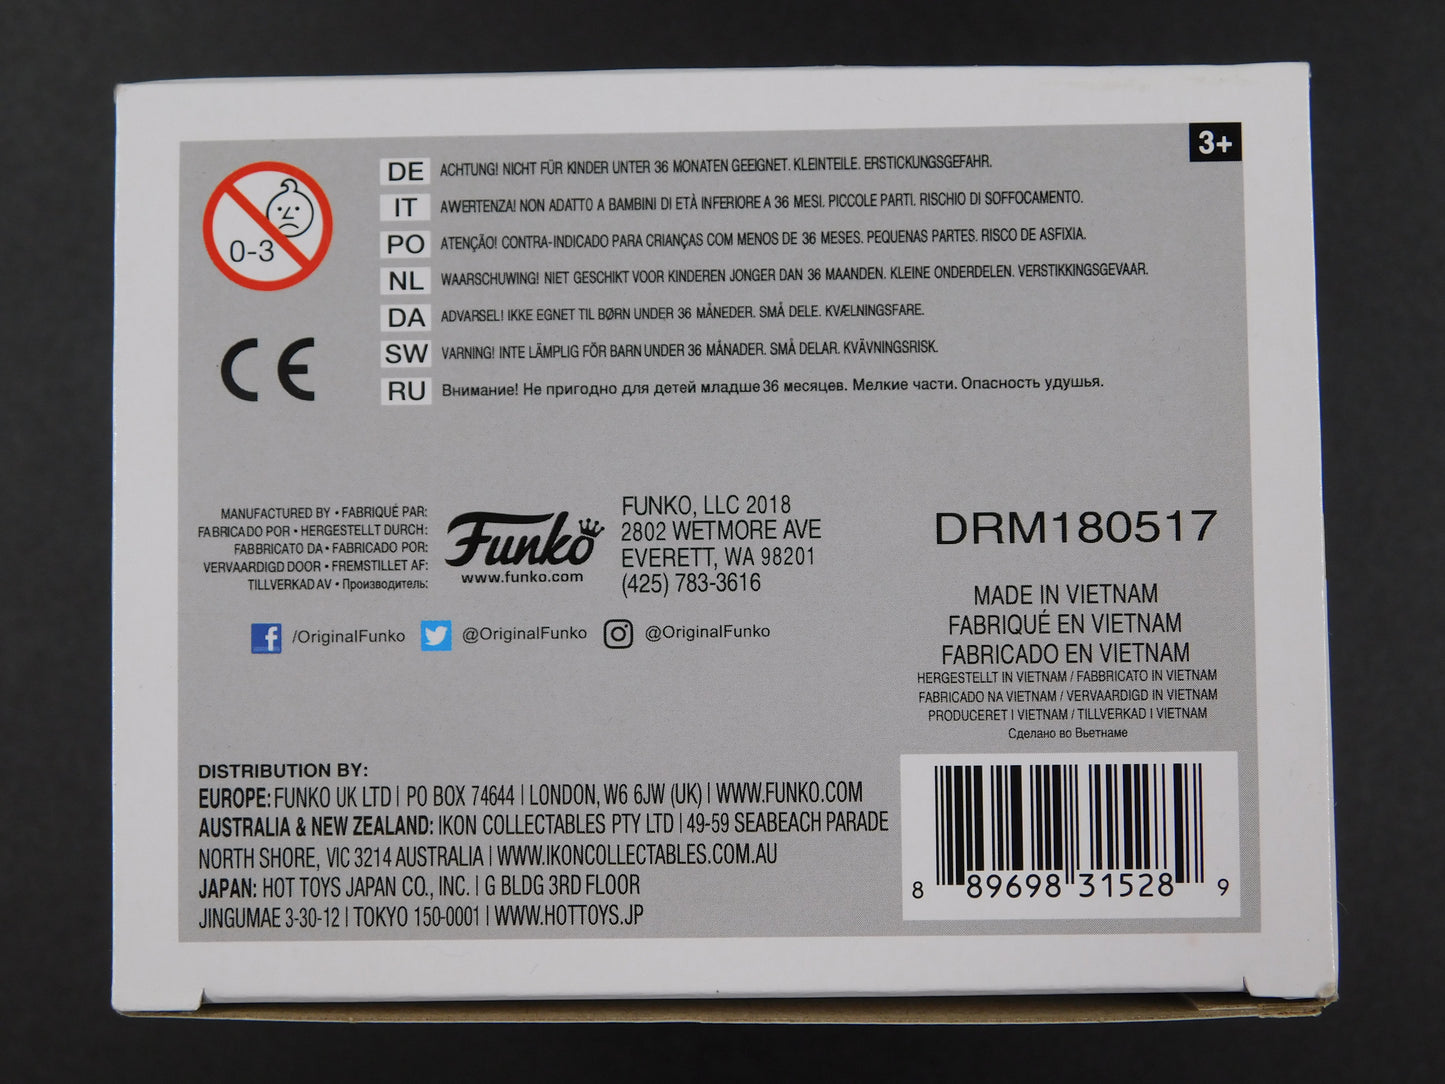 3+
0-3
DE ACHTUNG! NICHT FÜR KINDER UNTER 36 MONATEN GEEIGNET. KLEINTEILE. ERSTICKUNGSGEFAHR.
IT AWERTENZA! NON ADATTO A BAMBINI DI ETÀ INFERIORE A 36 MESI. PICCOLE PARTI. RISCHIO DI SOFFOCAMENTO.
PO ATENÇÃO! CONTRA-INDICADO PARA CRIANÇAS COM MENOS DE 36 MESES. PEQUENAS PARTES. RISCO DE ASFIXIA.
NL WAARSCHUWING! NIET GESCHIKT VOOR KINDEREN JONGER DAN 36 MAANDEN. KLEINE ONDERDELEN. VERSTIKKINGSGEVAAR.
DA ADVARSEL! IKKE EGNET TIL BØRN UNDER 36 MÅNEDER. SMÅ DELE. KVÆLNINGSFARE.
SW VARNING! INTE LÄMPLIG FÖR BARN UNDER 36 MÅNADER. SMÅ DELAR. KVÄVNINGSRISK.
RU Внимание! Не пригодно для детей младше 36 месяцев. Мелкие части. Опасность удушья.
CE
MANUFACTURED BY • FABRIQUÉ PAR:
FABRICADO POR • HERGESTELLT DURCH:
FABBRICATO DA • FABRICADO POR:
VERVAARDIGD DOOR • FREMSTILLET AF:
TILLVERKAD AV • Производитель:
Funko
www.funko.com
FUNKO, LLC 2018
2802 WETMORE AVE
EVERETT, WA 98201
(425) 783-3616
/OriginalFunko @OriginalFunko @OriginalFunko
DRM180517
MADE IN VIETNAM
FABRIQUÉ EN VIETNAM
FABRICADO EN VIETNAM
HERGESTELLT IN VIETNAM / FABBRICATO IN VIETNAM
FABRICADO NA VIETNAM / VERVAARDIGD IN VIETNAM
PRODUCERET I VIETNAM / TILLVERKAD I VIETNAM
Сделано во Вьетнаме
DISTRIBUTION BY:
EUROPE: FUNKO UK LTD | PO BOX 74644 | LONDON, W6 6JW (UK) | WWW.FUNKO.COM
AUSTRALIA & NEW ZEALAND: IKON COLLECTABLES PTY LTD | 49-59 SEABEACH PARADE
NORTH SHORE, VIC 3214 AUSTRALIA | WWW.IKONCOLLECTABLES.COM.AU
JAPAN: HOT TOYS JAPAN CO., INC. | G BLDG 3RD FLOOR
JINGUMAE 3-30-12 | TOKYO 150-0001 | WWW.HOTTOYS.JP
8 89698 31528 9